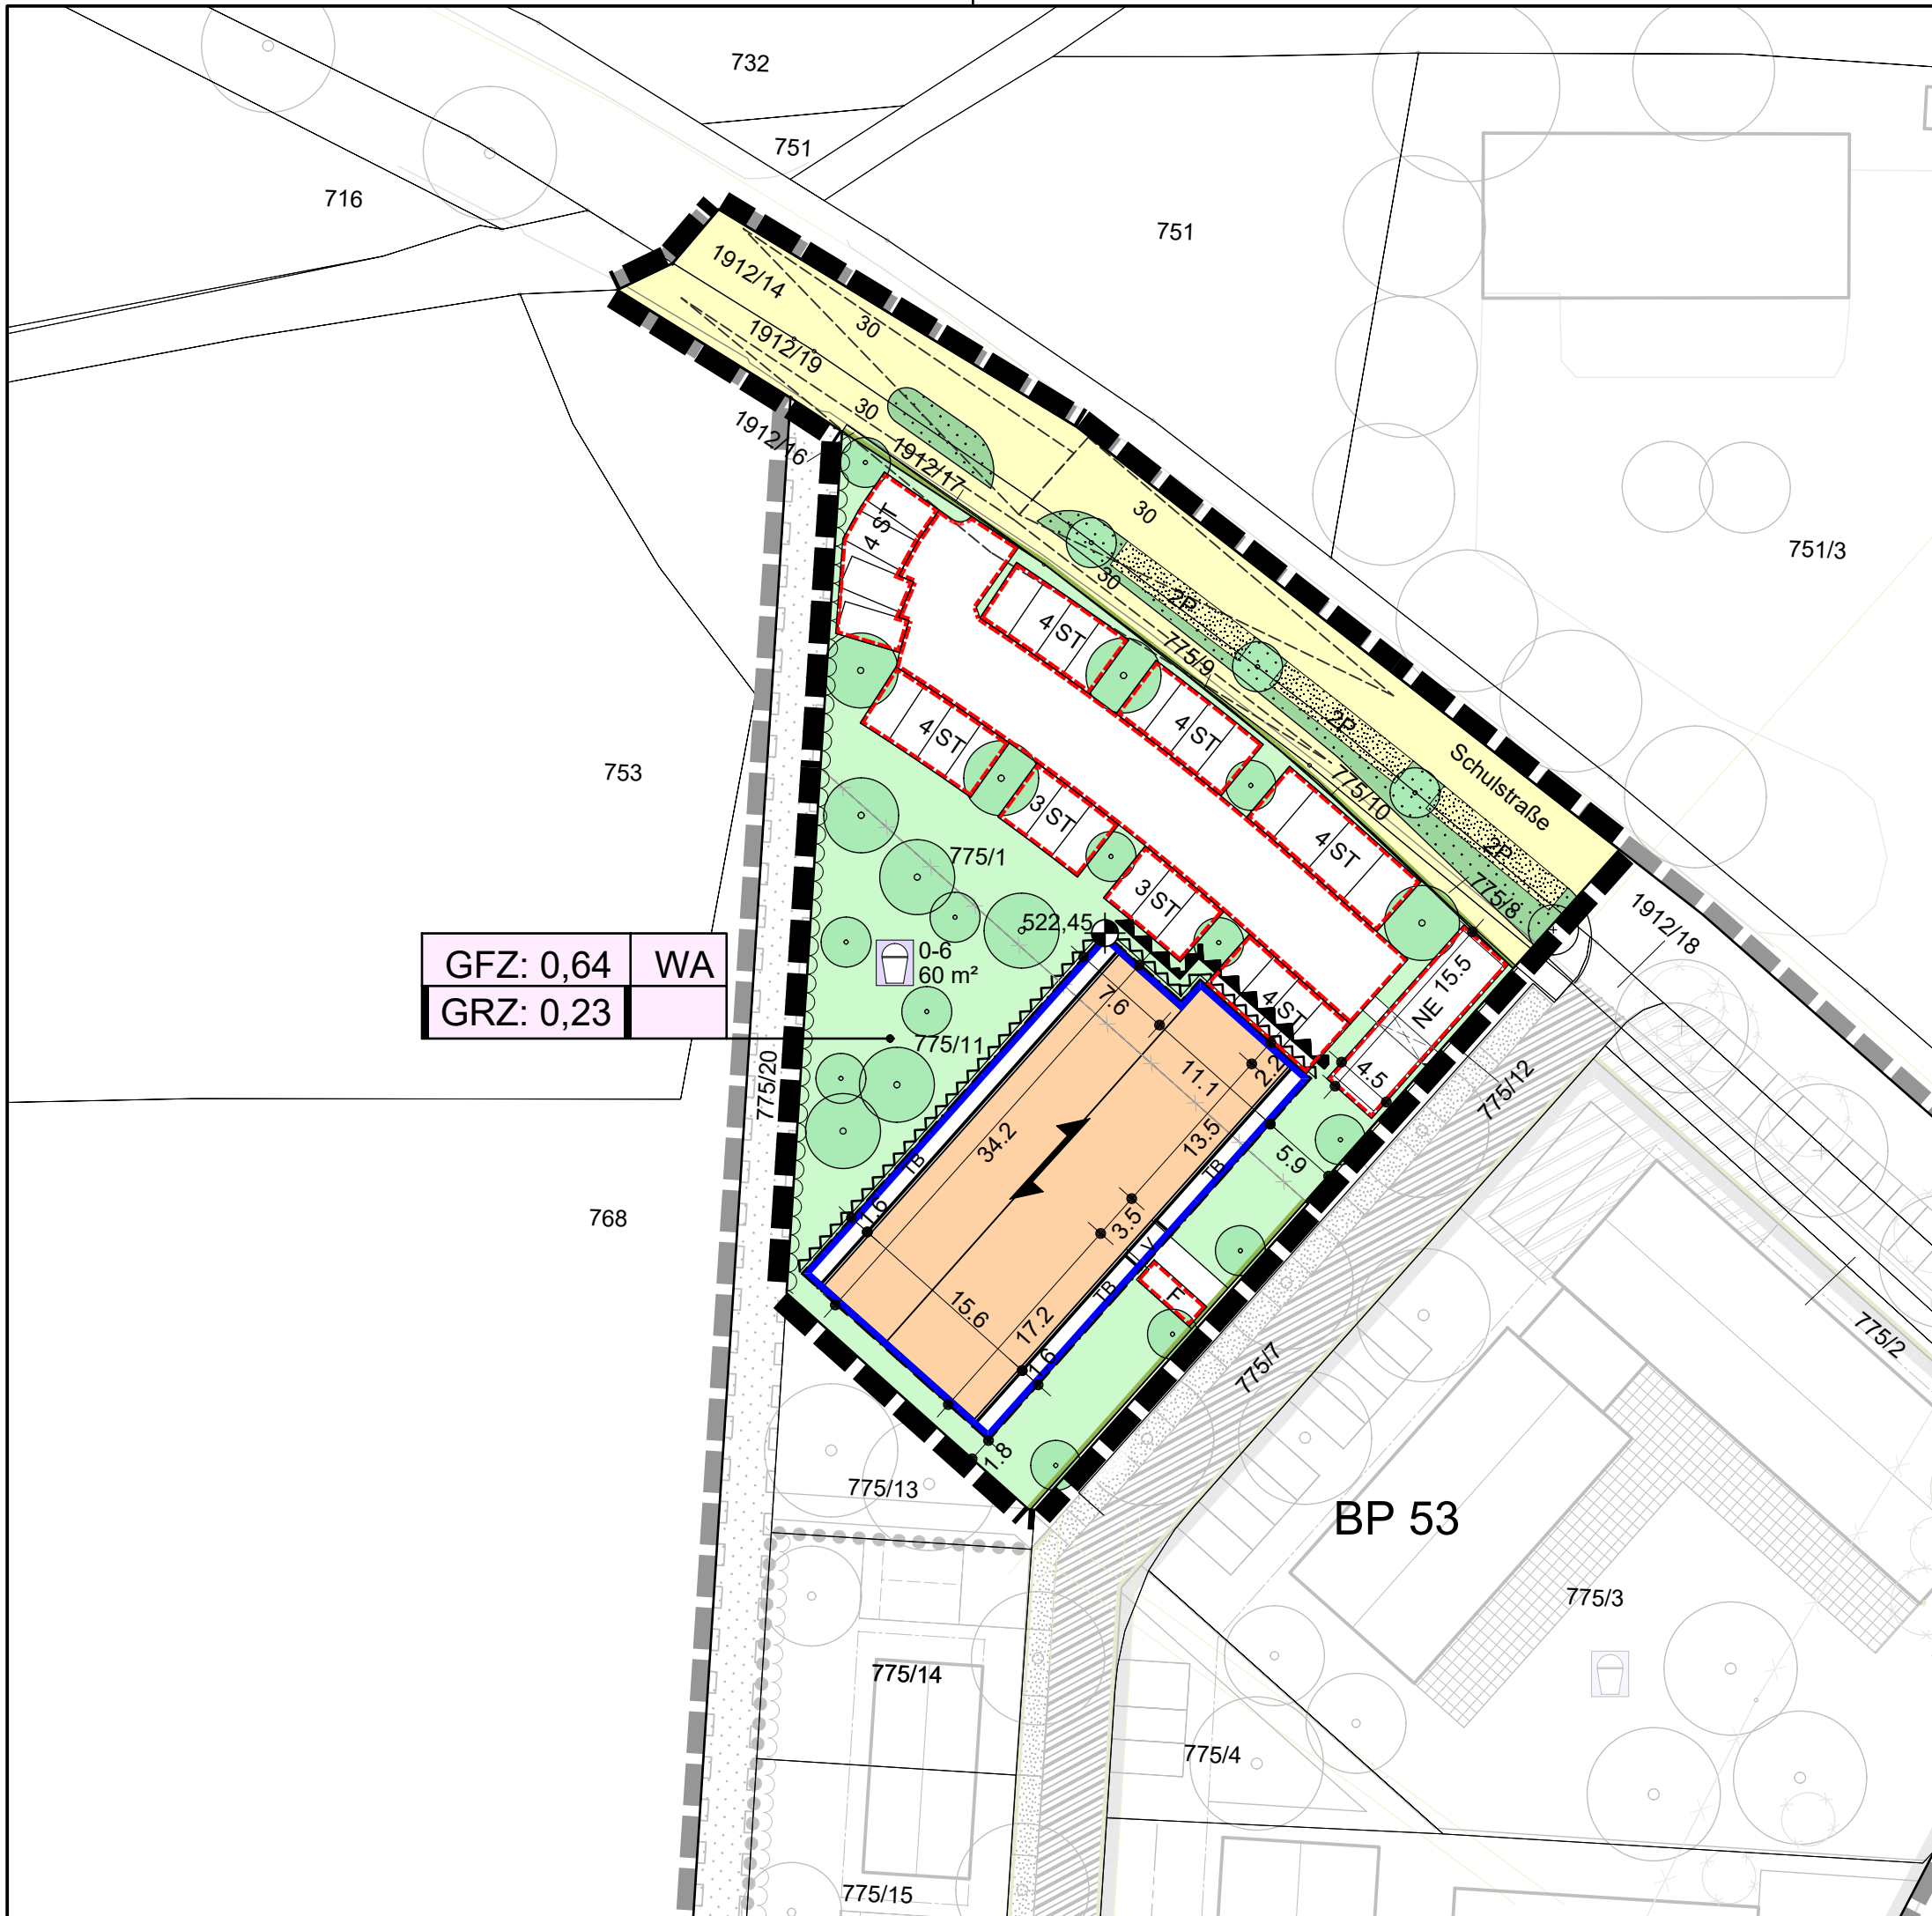 732
751
716
751
1912/14
30
1912/19
30
1912/16
1912/17
4 ST
30
751/3
30
2P
4 ST
775/9
4 ST
2P
Schulstraße
4 ST
753
3 ST
775/10
4 ST
2P
775/1
3 ST
775/8
522,45
1912/18
0-6
60 m²
GFZ: 0,64 WA
GRZ: 0,23
7.6
4 ST
NE 15.5
775/11
2.2
11.1
4.5
775/20
775/12
34.2
13.5
TB
TB
5.9
768
1.6
3.5
V
F
TB
15.6
17.2
775/2
1.6
775/7
1.8
775/13
BP 53
775/3
775/14
775/4
775/15